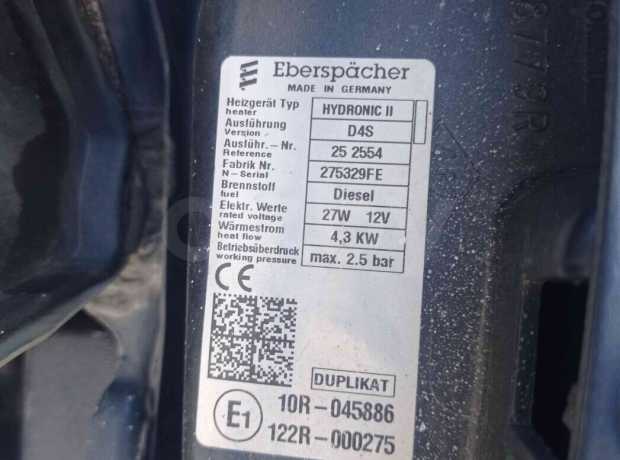 Eberspächer
MADE IN GERMANY
Heizgerät Typ HYDRONIC II
heater
Ausführung D4S
Version
Ausführ.- Nr. 25 2554
Reference
Fabrik Nr. 275329FE
N-Serial
Brennstoff Diesel
fuel
Elektr. Werte 27W 12V
rated voltage
Wärmestrom 4,3 KW
heat flow
Betriebsüberdruck max. 2.5 bar
working pressure
CE
DUPLIKAT
E1 10R-045886
122R-000275